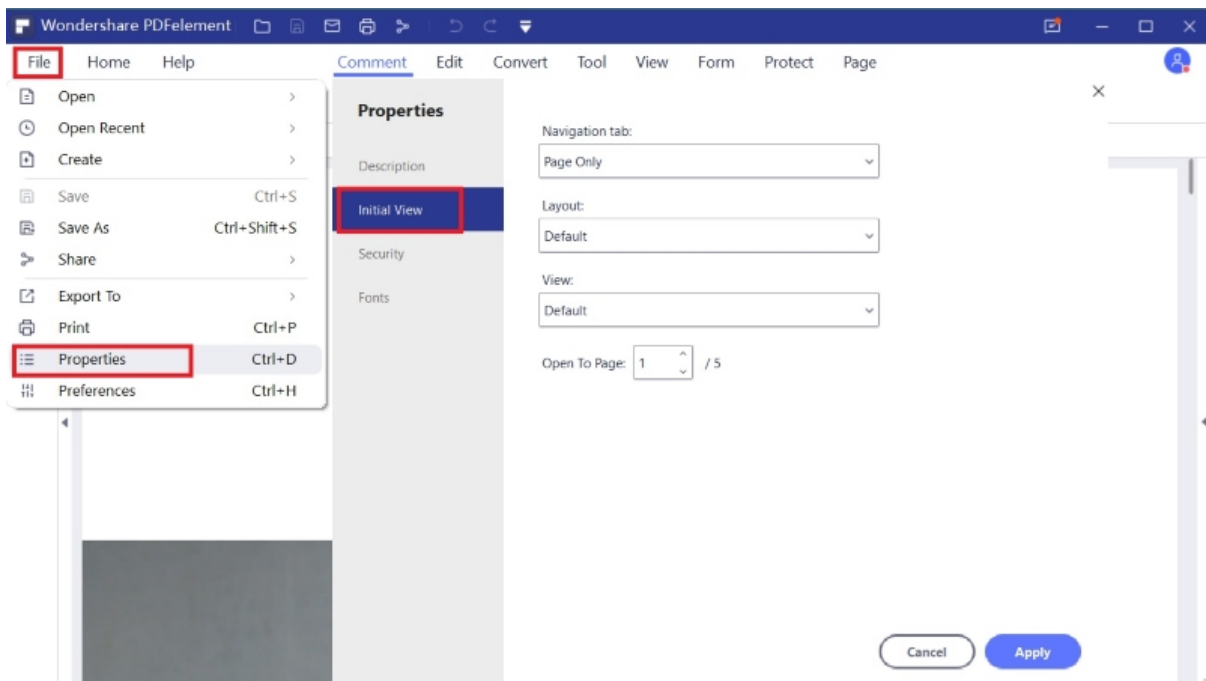 Wondershare PDFelement
File Home Help Comment Edit Convert Tool View Form Protect Page
Open
Open Recent
Create
Save Ctrl+S
Save As Ctrl+Shift+S
Share
Export To
Print Ctrl+P
Properties Ctrl+D
Preferences Ctrl+H
Properties
Description
Initial View
Security
Fonts
Navigation tab:
Page Only
Layout:
Default
View:
Default
Open To Page: 1 / 5
Cancel Apply